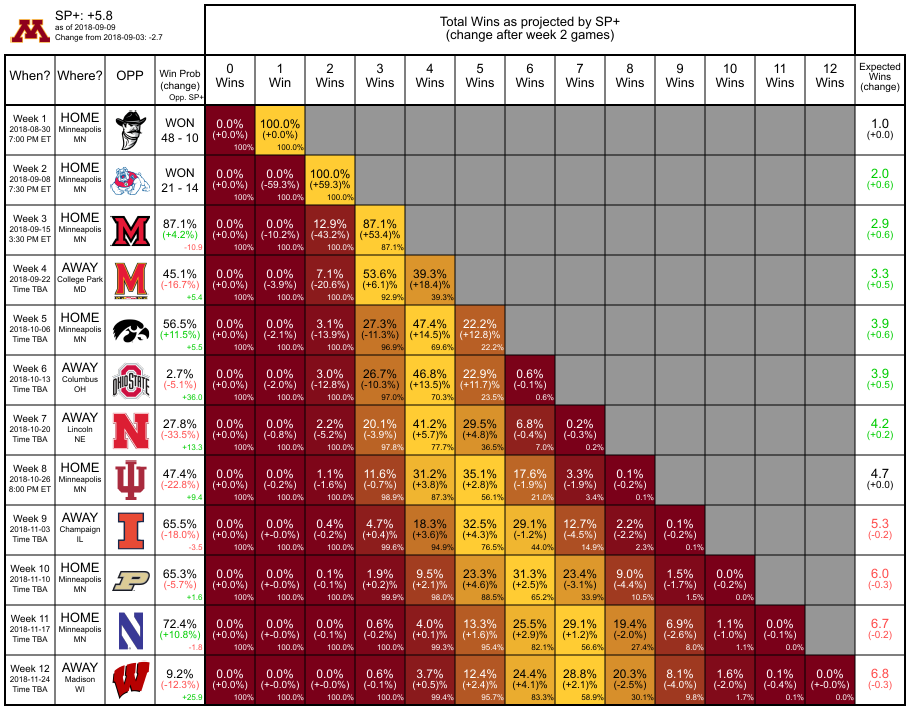 SP+: +5.8
as of 2018-09-09
Change from 2018-09-03: -2.7
Total Wins as projected by SP+
(change after week 2 games)
When? Where? OPP Win Prob (change) Opp. SP+ 0 Wins 1 Win 2 Wins 3 Wins 4 Wins 5 Wins 6 Wins 7 Wins 8 Wins 9 Wins 10 Wins 11 Wins 12 Wins Expected Wins (change)
Week 1 HOME WON 0.0% 100.0% 1.0
2018-08-30 Minneapolis 48 - 10 (+0.0%) (+0.0%) (+0.0)
7:00 PM ET MN 100% 100.0%
Week 2 HOME WON 0.0% 0.0% 100.0% 2.0
2018-09-08 Minneapolis 21 - 14 (+0.0%) (-59.3%) (+59.3)% (+0.6)
7:30 PM ET MN 100% 100.0% 100.0%
Week 3 HOME M 87.1% 0.0% 0.0% 12.9% 87.1% 2.9
2018-09-15 Minneapolis (+4.2%) (+0.0%) (-10.2%) (-43.2%) (+53.4)% (+0.6)
3:30 PM ET MN -10.9 100% 100.0% 100.0% 87.1%
Week 4 AWAY M 45.1% 0.0% 0.0% 7.1% 53.6% 39.3% 3.3
2018-09-22 College Park (-16.7%) (+0.0%) (-3.9%) (-20.6%) (+6.1)% (+18.4)% (+0.5)
Time TBA MD +5.4 100% 100.0% 100.0% 92.9% 39.3%
Week 5 HOME 56.5% 0.0% 0.0% 3.1% 27.3% 47.4% 22.2% 3.9
2018-10-06 Minneapolis (+11.5%) (+0.0%) (-2.1%) (-13.9%) (-11.3%) (+14.5)% (+12.8)% (+0.6)
Time TBA MN +5.5 100% 100.0% 100.0% 96.9% 69.6% 22.2%
Week 6 AWAY OHIO STATE 2.7% 0.0% 0.0% 3.0% 26.7% 46.8% 22.9% 0.6% 3.9
2018-10-13 Columbus (-5.1%) (+0.0%) (-2.0%) (-12.8%) (-10.3%) (+13.5)% (+11.7)% (-0.1%) (+0.5)
Time TBA OH +36.0 100% 100.0% 100.0% 97.0% 70.3% 23.5% 0.6%
Week 7 AWAY N 27.8% 0.0% 0.0% 2.2% 20.1% 41.2% 29.5% 6.8% 0.2% 4.2
2018-10-20 Lincoln (-33.5%) (+0.0%) (-0.8%) (-5.2%) (-3.9%) (+5.7)% (+4.8)% (-0.4%) (-0.3%) (+0.2)
Time TBA NE +13.3 100% 100.0% 100.0% 97.8% 77.7% 36.5% 7.0% 0.2%
Week 8 HOME 47.4% 0.0% 0.0% 1.1% 11.6% 31.2% 35.1% 17.6% 3.3% 0.1% 4.7
2018-10-26 Minneapolis (-22.8%) (+0.0%) (-0.2%) (-1.6%) (-0.7%) (+3.8)% (+2.8)% (-1.9%) (-1.9%) (-0.2%) (+0.0)
8:00 PM ET MN +9.4 100% 100.0% 100.0% 98.9% 87.3% 56.1% 21.0% 3.4% 0.1%
Week 9 AWAY I 65.5% 0.0% 0.0% 0.4% 4.7% 18.3% 32.5% 29.1% 12.7% 2.2% 0.1% 5.3
2018-11-03 Champaign (-18.0%) (+0.0%) (+-0.0%) (-0.2%) (+0.4)% (+3.6)% (+4.3)% (-1.2%) (-4.5%) (-2.2%) (-0.2%) (-0.2)
Time TBA IL -3.5 100% 100.0% 100.0% 99.6% 94.9% 76.5% 44.0% 14.9% 2.3% 0.1%
Week 10 HOME P 65.3% 0.0% 0.0% 0.1% 1.9% 9.5% 23.3% 31.3% 23.4% 9.0% 1.5% 0.0% 6.0
2018-11-10 Minneapolis (-5.7%) (+0.0%) (+-0.0%) (-0.1%) (+0.2)% (+2.1)% (+4.6)% (+2.5)% (-3.1%) (-4.4%) (-1.7%) (-0.2%) (-0.3)
Time TBA MN +1.6 100% 100.0% 100.0% 99.9% 98.0% 88.5% 65.2% 33.9% 10.5% 1.5% 0.0%
Week 11 HOME N 72.4% 0.0% 0.0% 0.0% 0.6% 4.0% 13.3% 25.5% 29.1% 19.4% 6.9% 1.1% 0.0% 6.7
2018-11-17 Minneapolis (+10.8%) (+0.0%) (+-0.0%) (-0.1%) (-0.2%) (+0.1)% (+1.6)% (+2.9)% (+1.2)% (-2.0%) (-2.6%) (-1.0%) (-0.1%) (-0.2)
Time TBA MN -1.8 100% 100.0% 100.0% 100.0% 99.3% 95.4% 82.1% 56.6% 27.4% 8.0% 1.1% 0.0%
Week 12 AWAY W 9.2% 0.0% 0.0% 0.0% 0.6% 3.7% 12.4% 24.4% 28.8% 20.3% 8.1% 1.6% 0.1% 0.0% 6.8
2018-11-24 Madison (-12.3%) (+0.0%) (+-0.0%) (+-0.0%) (-0.1%) (+0.5)% (+2.4)% (+4.1)% (+2.1)% (-2.5%) (-4.0%) (-2.0%) (-0.4%) (+-0.0%) (-0.3)
Time TBA WI +25.9 100% 100.0% 100.0% 100.0% 99.4% 95.7% 83.3% 58.9% 30.1% 9.8% 1.7% 0.1% 0.0%